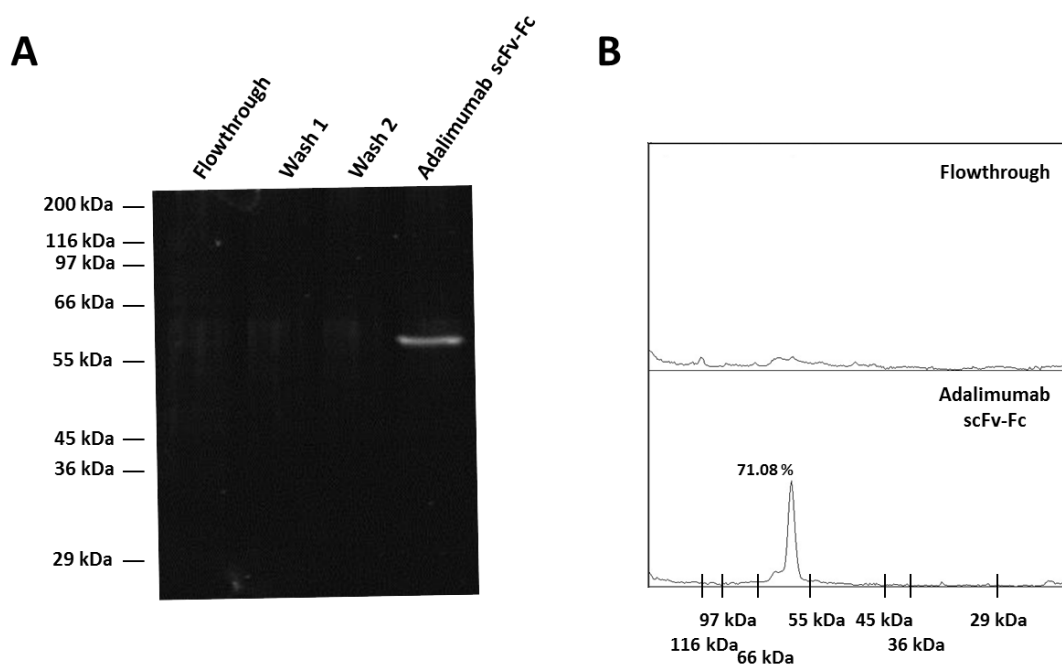 A
B
Flowthrough
Wash 1
Wash 2
Adalimumab scFv-Fc
200 kDa
116 kDa
97 kDa
66 kDa
55 kDa
45 kDa
36 kDa
29 kDa
Flowthrough
Adalimumab
scFv-Fc
71.08 %
97 kDa
55 kDa
45 kDa
29 kDa
116 kDa
36 kDa
66 kDa